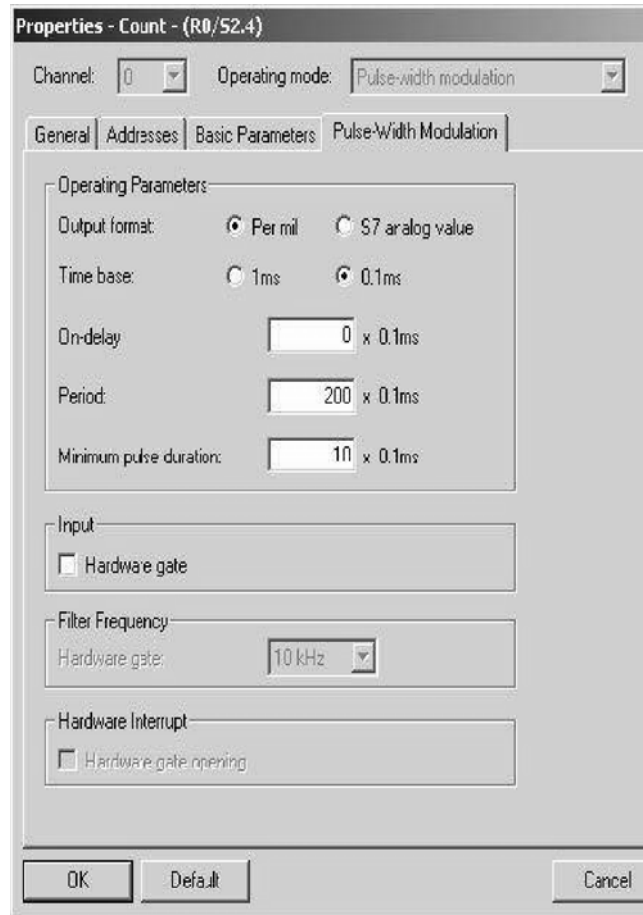 Properties - Count - (R0/S2.4)
Channel: 0 Operating mode: Pulse-width modulation
General Addresses Basic Parameters Pulse-Width Modulation
Operating Parameters
Output format: Per mil S7 analog value
Time base: 1ms 0.1ms
On-delay 0 x 0.1ms
Period: 200 x 0.1ms
Minimum pulse duration: 10 x 0.1ms
Input
Hardware gate
Filter Frequency
Hardware gate: 10 kHz
Hardware Interrupt
Hardware gate opening
OK Default Cancel